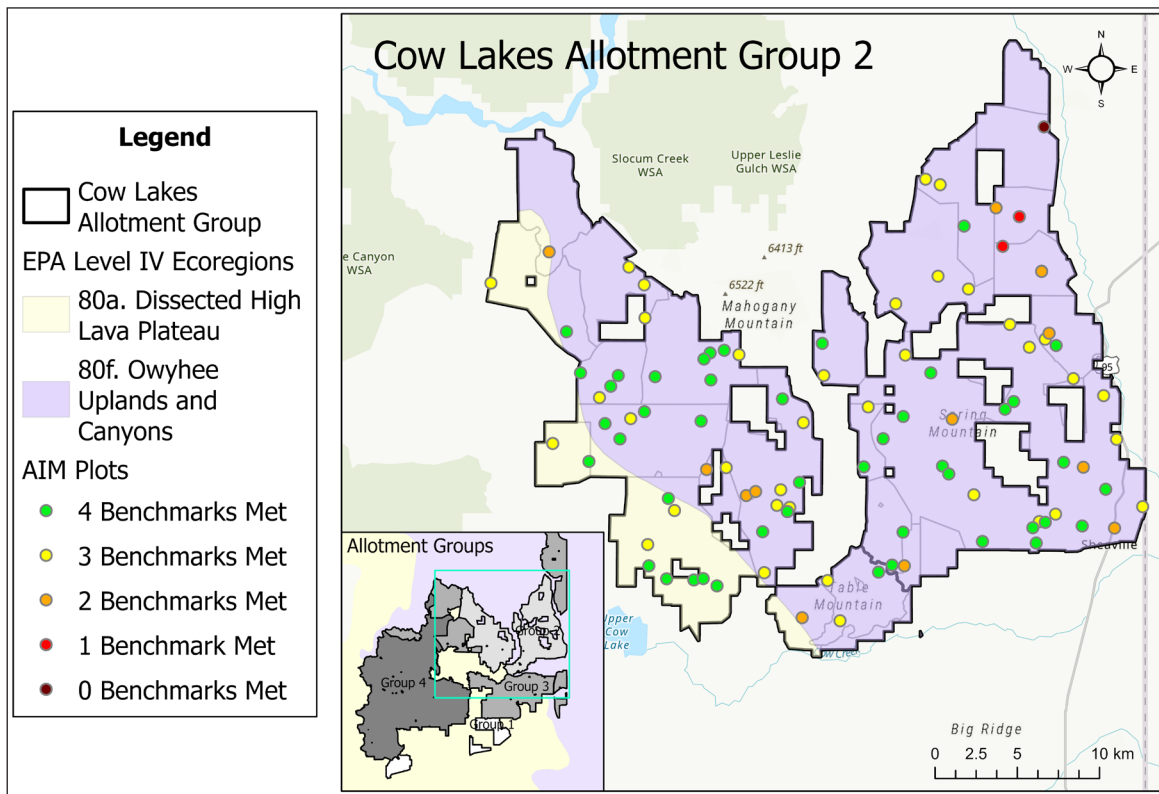 Cow Lakes Allotment Group 2
N
W
E
S
Legend
Cow Lakes
Allotment Group
EPA Level IV Ecoregions
80a. Dissected High
Lava Plateau
80f. Owyhee
Uplands and
Canyons
AIM Plots
4 Benchmarks Met
3 Benchmarks Met
2 Benchmarks Met
1 Benchmark Met
0 Benchmarks Met
Slocum Creek
WSA
Upper Leslie
Gulch WSA
e Canyon
WSA
6413 ft
6522 ft
Mahogany
Mountain
95
Spring
Mountain
Sheaville
Table
Mountain
Upper
Cow
Lake
Cow Creek
Big Ridge
0 2.5 5 10 km
Allotment Groups
Group 4
Group 3
Group 1